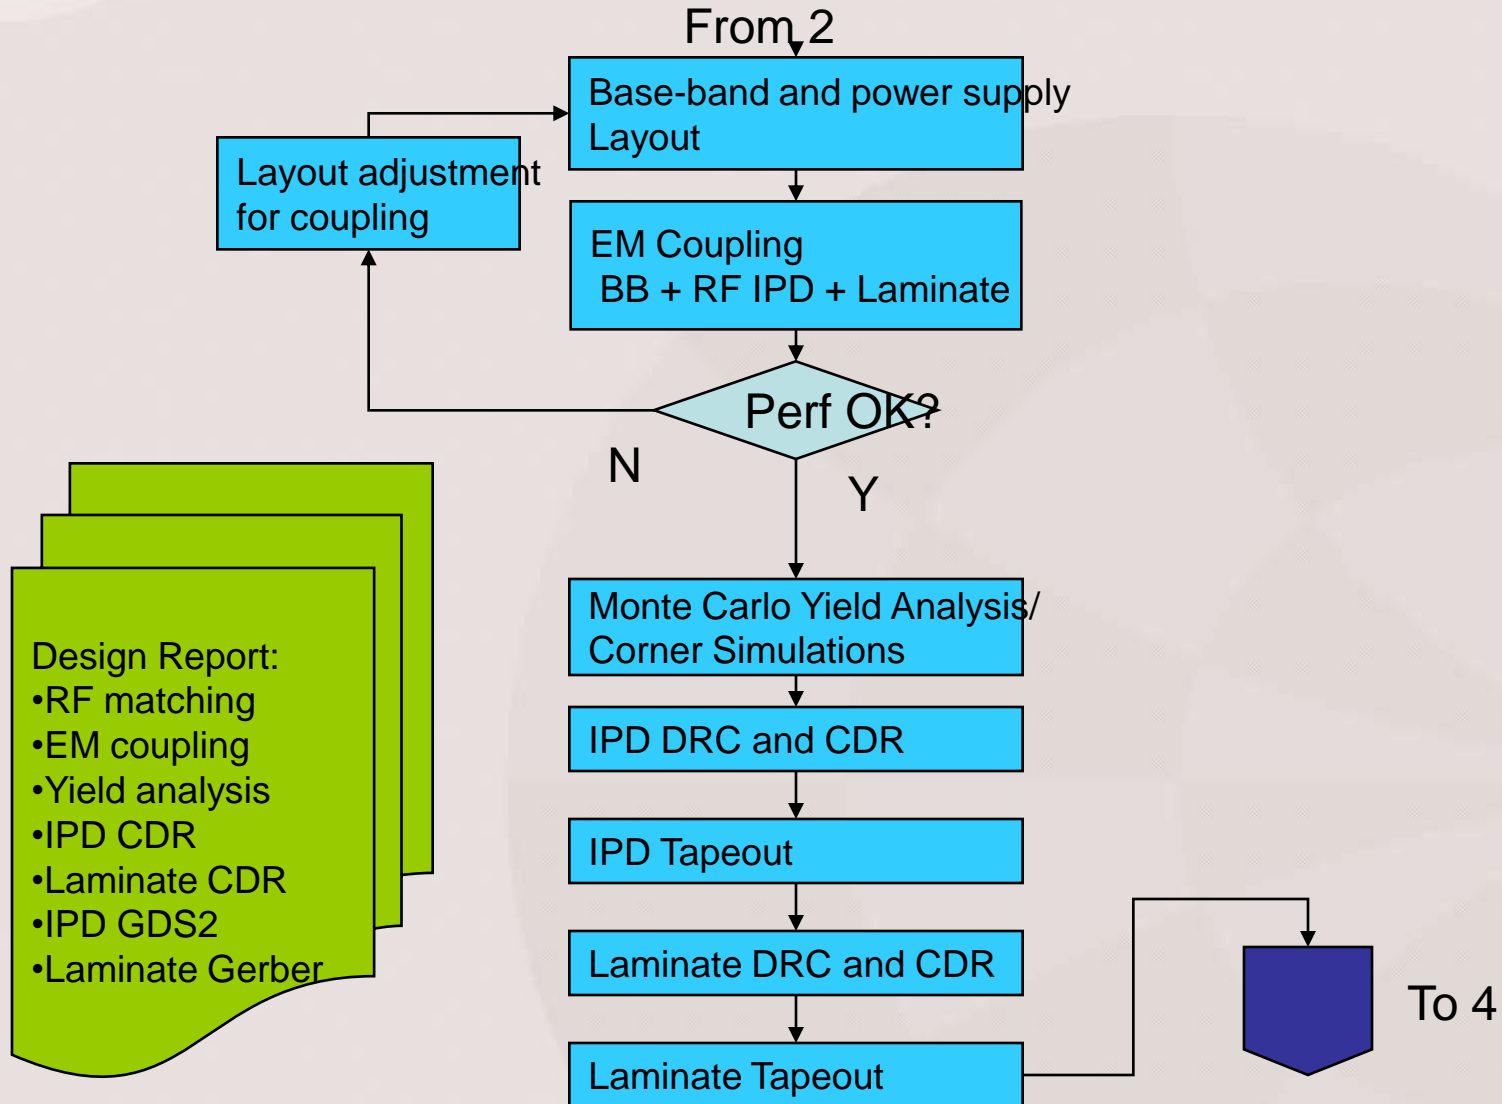 From 2
Base-band and power supply
Layout
Layout adjustment
for coupling
EM Coupling
BB + RF IPD + Laminate
Perf OK?
N
Y
Monte Carlo Yield Analysis/
Corner Simulations
IPD DRC and CDR
IPD Tapeout
Laminate DRC and CDR
Laminate Tapeout
To 4
Design Report:
•RF matching
•EM coupling
•Yield analysis
•IPD CDR
•Laminate CDR
•IPD GDS2
•Laminate Gerber